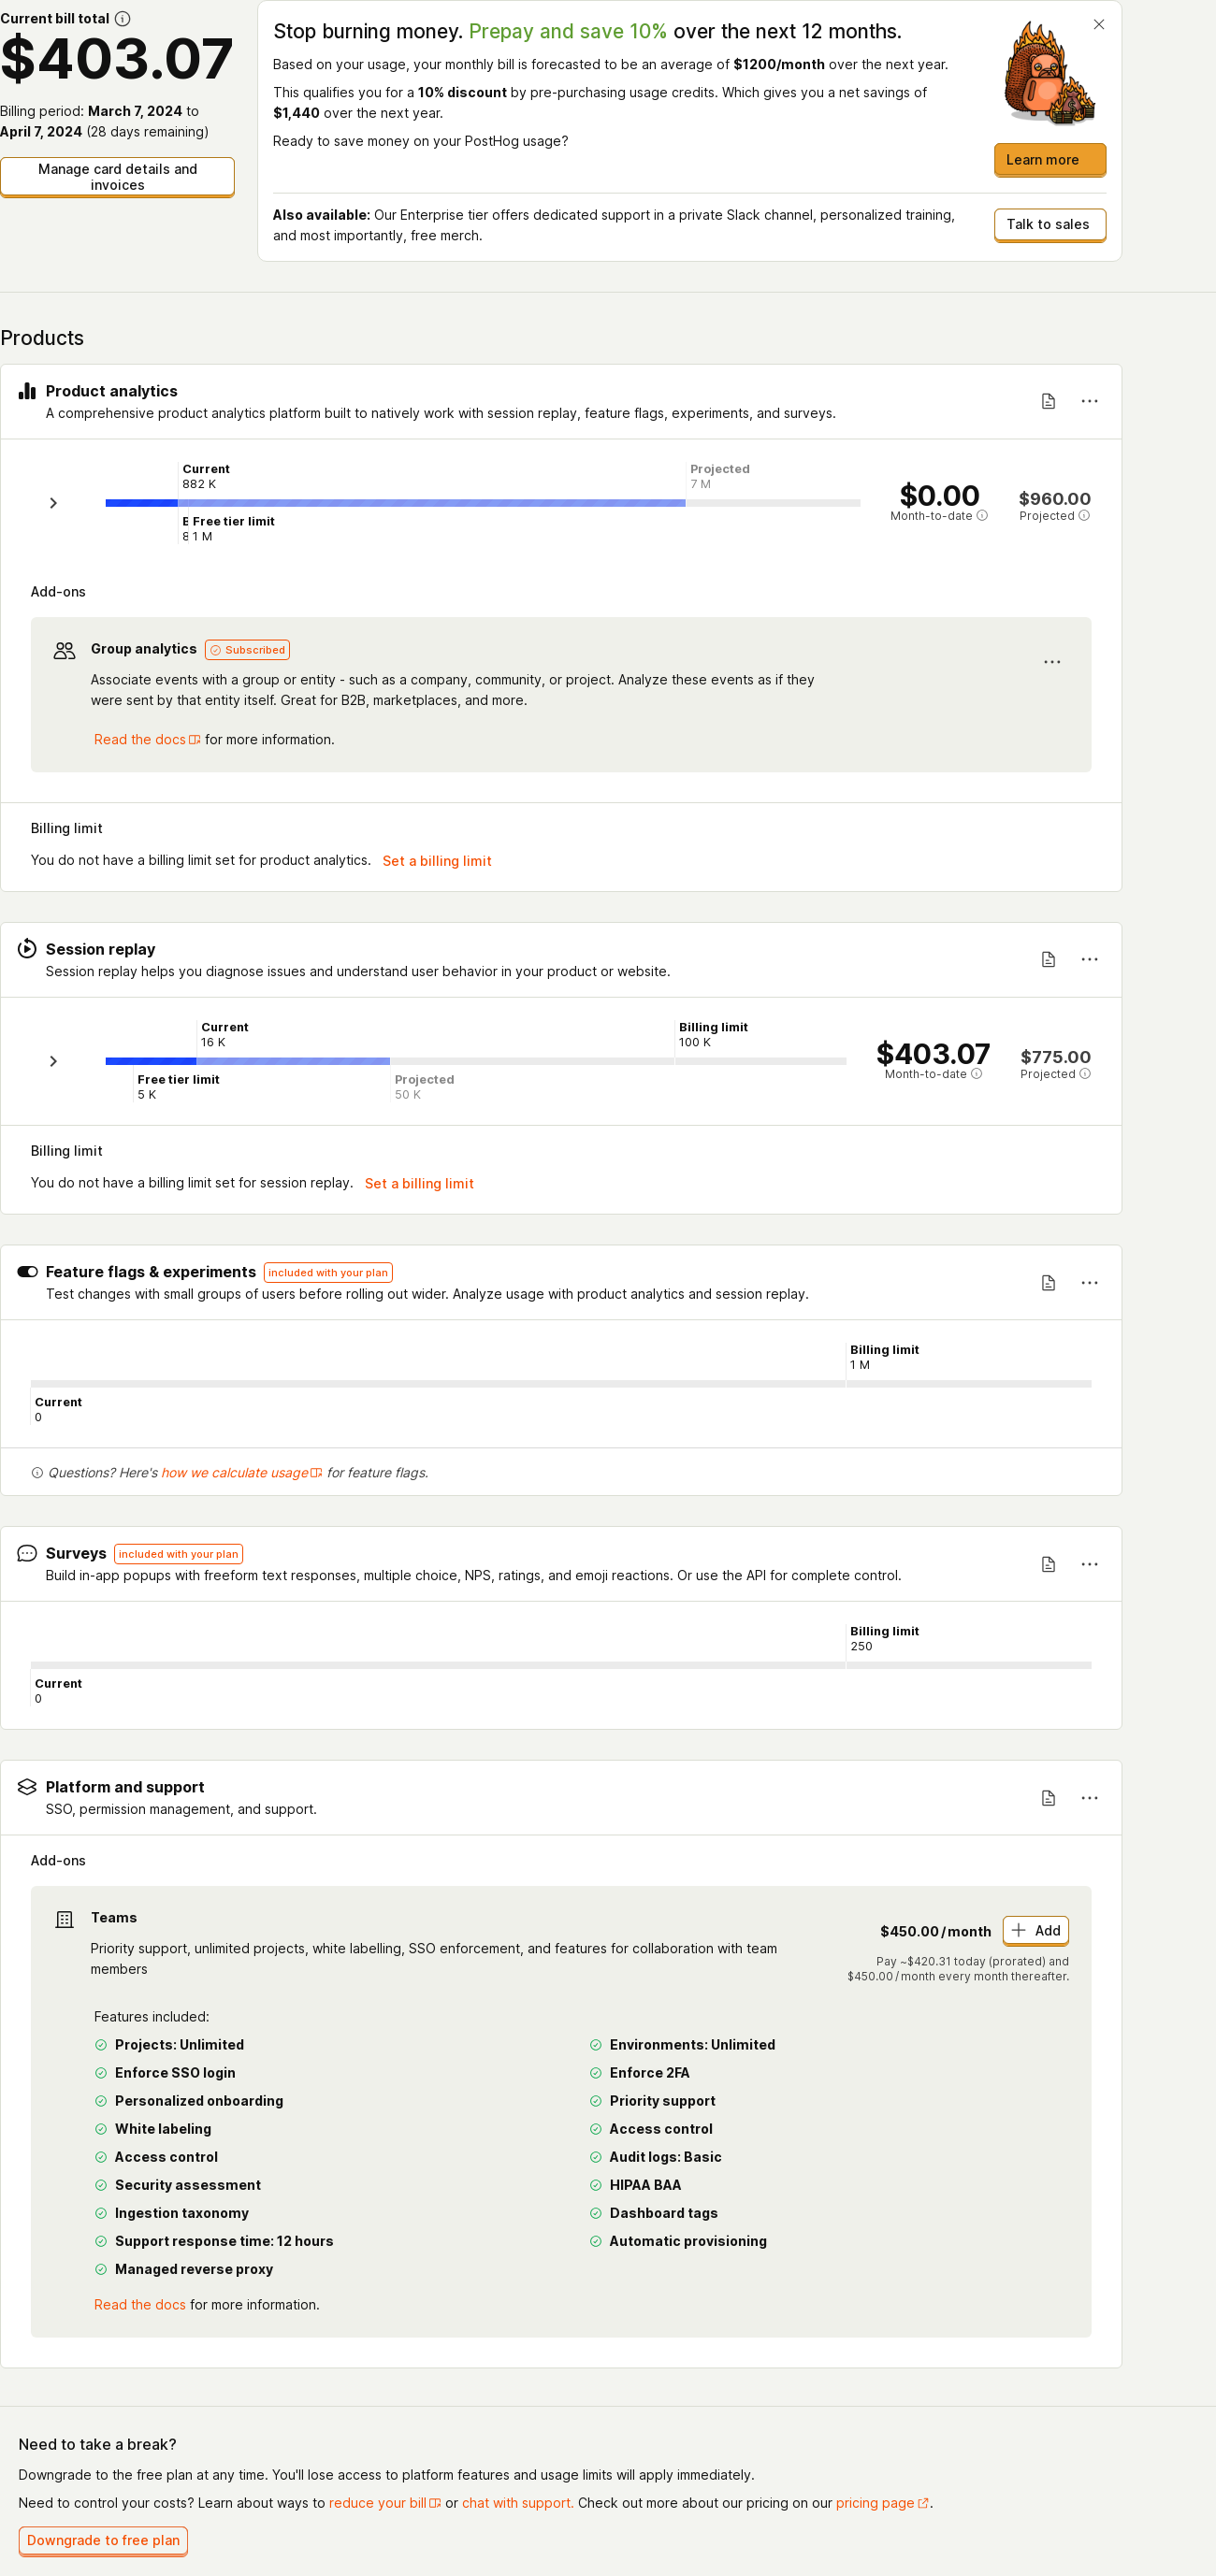 Current bill total
$403.07
Billing period: March 7, 2024 to
April 7, 2024 (28 days remaining)
Manage card details and
invoices
Stop burning money. Prepay and save 10% over the next 12 months.
Based on your usage, your monthly bill is forecasted to be an average of $1200/month over the next year.
This qualifies you for a 10% discount by pre-purchasing usage credits. Which gives you a net savings of
$1,440 over the next year.
Ready to save money on your PostHog usage?
Learn more
Also available: Our Enterprise tier offers dedicated support in a private Slack channel, personalized training,
and most importantly, free merch.
Talk to sales
Products
Product analytics
A comprehensive product analytics platform built to natively work with session replay, feature flags, experiments, and surveys.
Current
882 K
Projected
7 M
Free tier limit
1 M
$0.00
Month-to-date
$960.00
Projected
Add-ons
Group analytics Subscribed
Associate events with a group or entity - such as a company, community, or project. Analyze these events as if they
were sent by that entity itself. Great for B2B, marketplaces, and more.
Read the docs for more information.
Billing limit
You do not have a billing limit set for product analytics. Set a billing limit
Session replay
Session replay helps you diagnose issues and understand user behavior in your product or website.
Current
16 K
Billing limit
100 K
Free tier limit
5 K
Projected
50 K
$403.07
Month-to-date
$775.00
Projected
Billing limit
You do not have a billing limit set for session replay. Set a billing limit
Feature flags & experiments included with your plan
Test changes with small groups of users before rolling out wider. Analyze usage with product analytics and session replay.
Billing limit
1 M
Current
0
Questions? Here's how we calculate usage for feature flags.
Surveys included with your plan
Build in-app popups with freeform text responses, multiple choice, NPS, ratings, and emoji reactions. Or use the API for complete control.
Billing limit
250
Current
0
Platform and support
SSO, permission management, and support.
Add-ons
Teams
Priority support, unlimited projects, white labelling, SSO enforcement, and features for collaboration with team
members
$450.00/month Add
Pay ~$420.31 today (prorated) and
$450.00/month every month thereafter.
Features included:
Projects: Unlimited
Environments: Unlimited
Enforce SSO login
Enforce 2FA
Personalized onboarding
Priority support
White labeling
Access control
Access control
Audit logs: Basic
Security assessment
HIPAA BAA
Ingestion taxonomy
Dashboard tags
Support response time: 12 hours
Automatic provisioning
Managed reverse proxy
Read the docs for more information.
Need to take a break?
Downgrade to the free plan at any time. You'll lose access to platform features and usage limits will apply immediately.
Need to control your costs? Learn about ways to reduce your bill or chat with support. Check out more about our pricing on our pricing page.
Downgrade to free plan